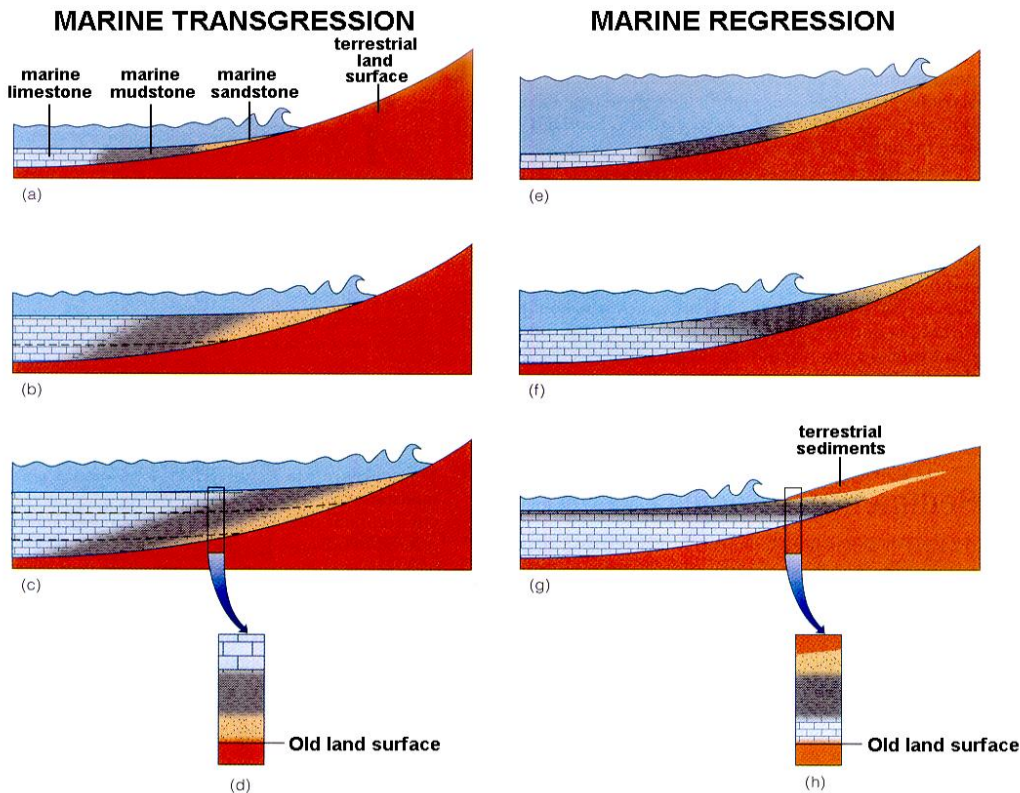 MARINE TRANSGRESSION
marine
limestone
marine
mudstone
marine
sandstone
terrestrial
land
surface
(a)
(b)
(c)
Old land surface
(d)
MARINE REGRESSION
(e)
(f)
terrestrial
sediments
(g)
Old land surface
(h)